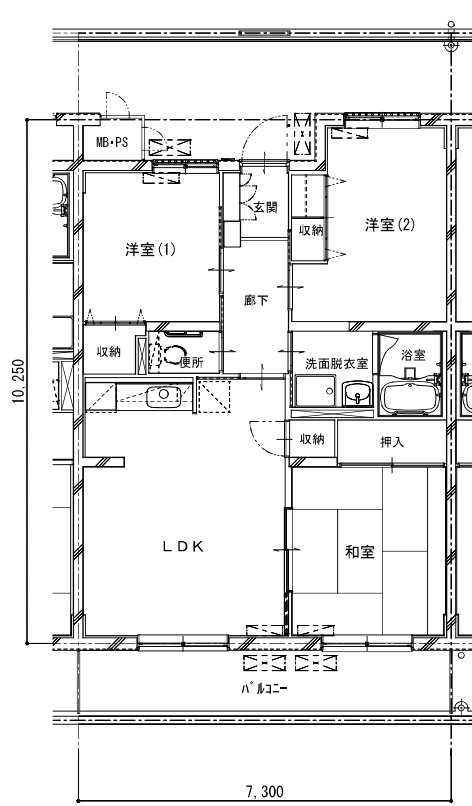 MB・PS
玄関
洋室(1)
収納
洋室(2)
廊下
収納
便所
洗面脱衣室
浴室
10,250
収納
押入
LDK
和室
バルコニー
7,300